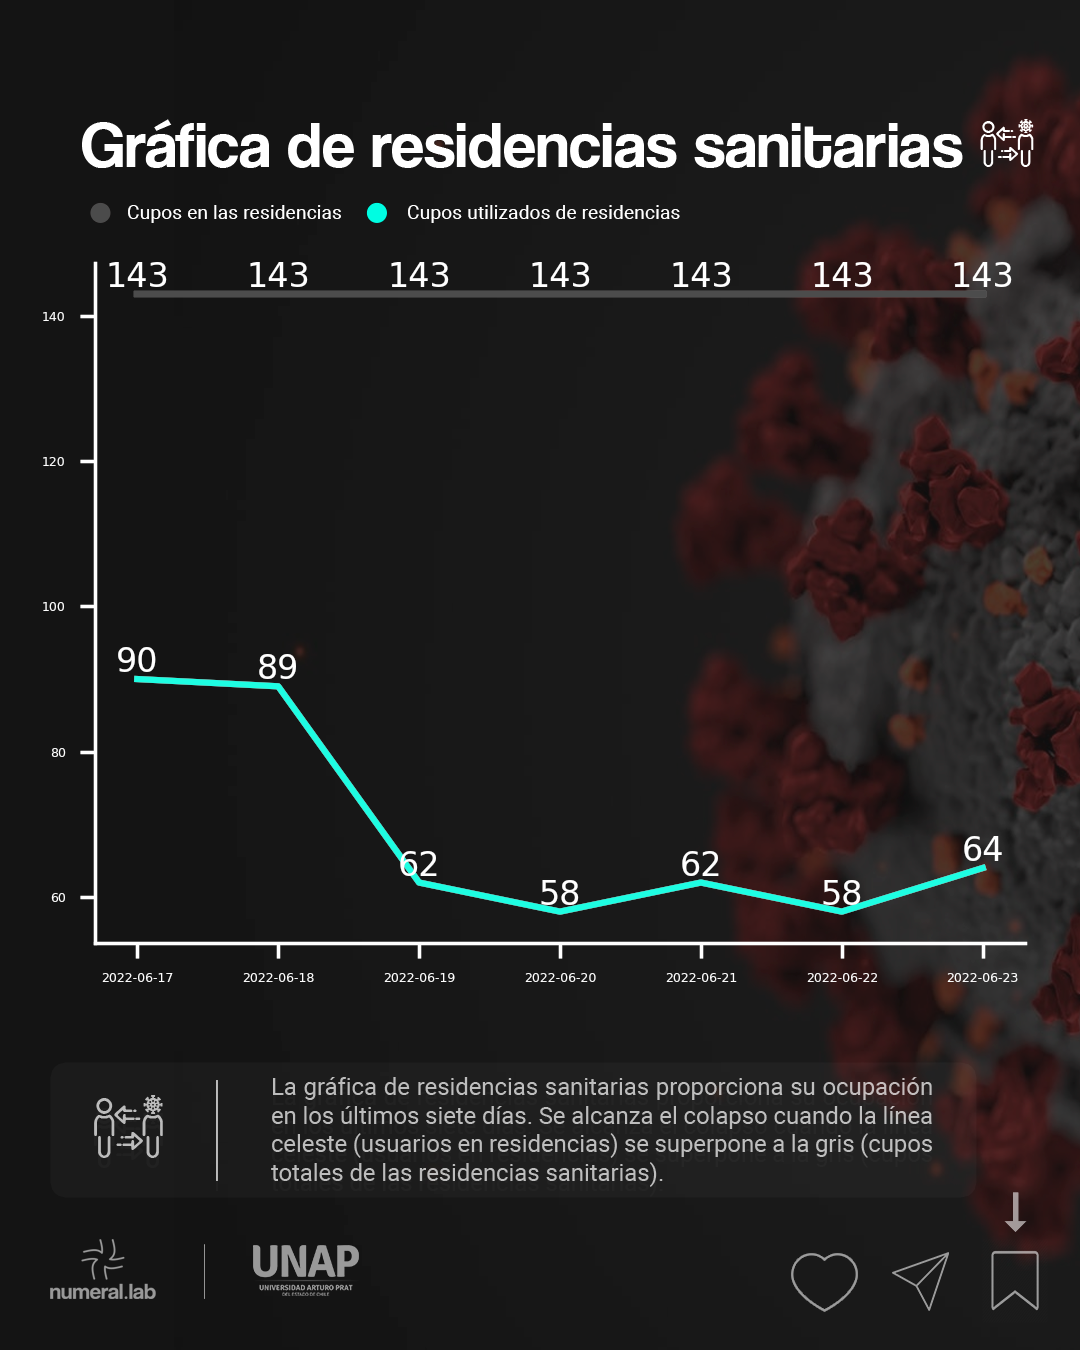 Gráfica de residencias sanitarias
Cupos en las residencias Cupos utilizados de residencias
143 143 143 143 143 143 143
140
120
100
90 89
80
62 58 62 58 64
60
2022-06-17 2022-06-18 2022-06-19 2022-06-20 2022-06-21 2022-06-22 2022-06-23
La gráfica de residencias sanitarias proporciona su ocupación
en los últimos siete días. Se alcanza el colapso cuando la línea
celeste (usuarios en residencias) se superpone a la gris (cupos
totales de las residencias sanitarias).
numeral.lab
UNAP
UNIVERSIDAD ARTURO PRAT
DEL ESTADO DE CHILE